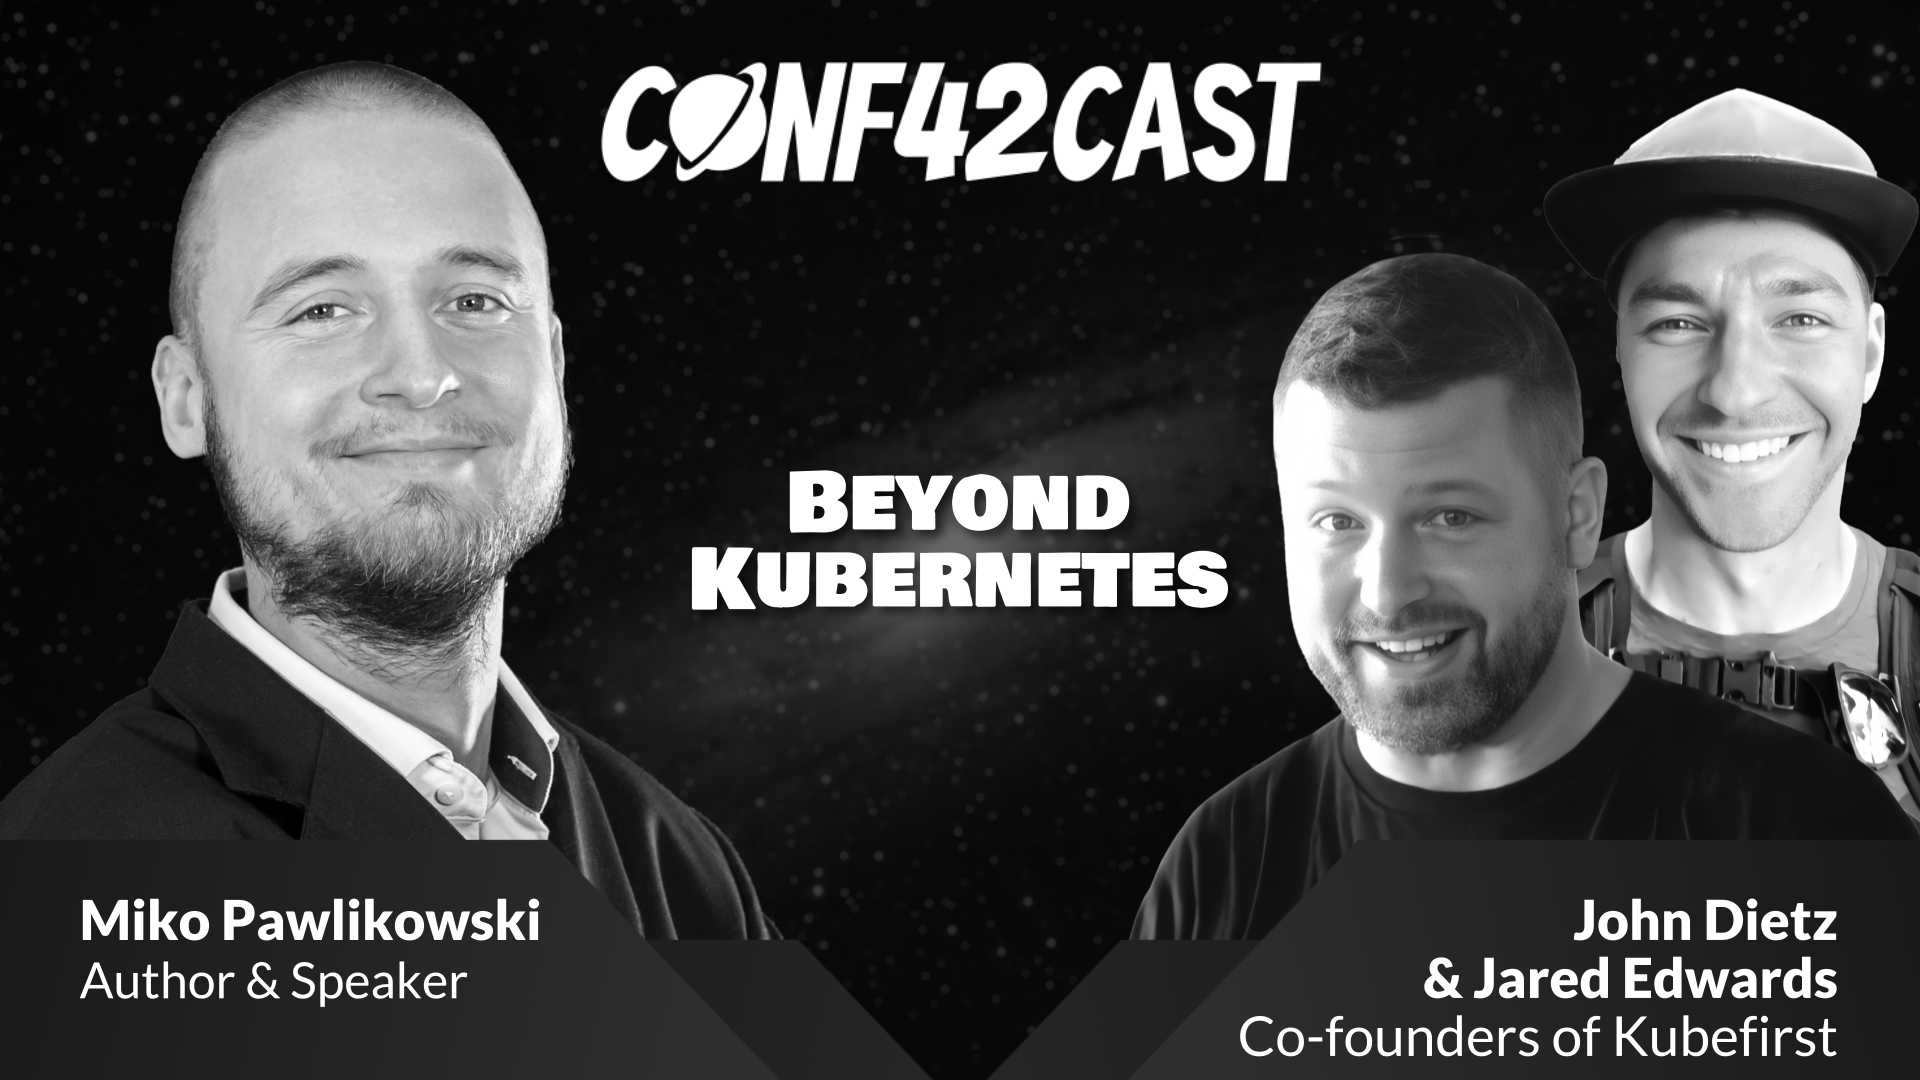 CONF42CAST
BEYOND
KUBERNETES
Miko Pawlikowski
Author & Speaker
John Dietz
& Jared Edwards
Co-founders of Kubefirst